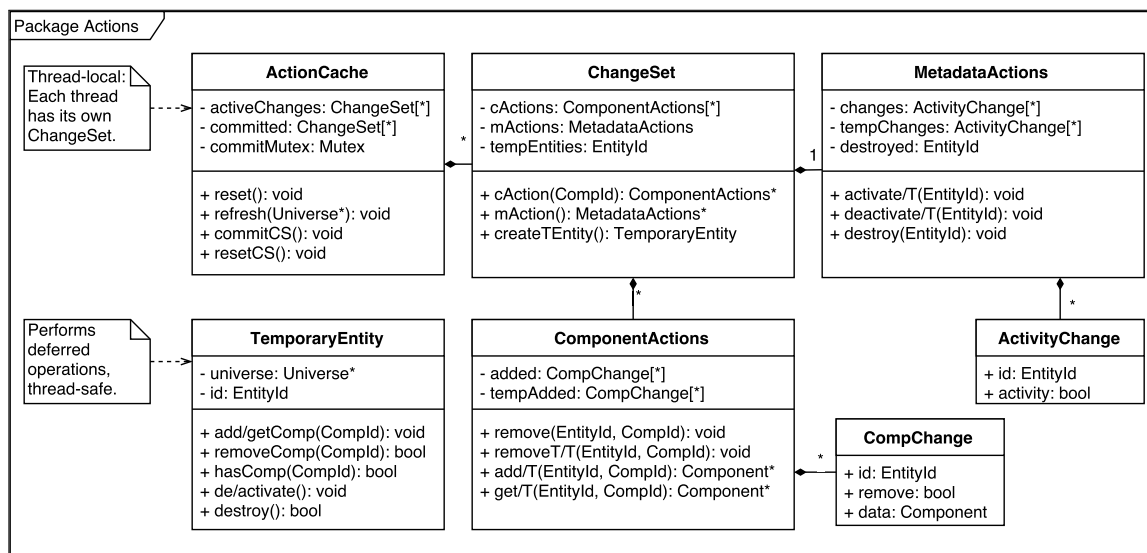 Package Actions
Thread-local:
Each thread
has its own
ChangeSet.
ActionCache
- activeChanges: ChangeSet[*]
- committed: ChangeSet[*]
- commitMutex: Mutex
+ reset(): void
+ refresh(Universe*): void
+ commitCS(): void
+ resetCS(): void
*
ChangeSet
- cActions: ComponentActions[*]
- mActions: MetadataActions
- tempEntities: EntityId
+ cAction(CompId): ComponentActions*
+ mAction(): MetadataActions*
+ createTEntity(): TemporaryEntity
1
MetadataActions
- changes: ActivityChange[*]
- tempChanges: ActivityChange[*]
- destroyed: EntityId
+ activate/T(EntityId): void
+ deactivate/T(EntityId): void
+ destroy(EntityId): void
*
*
Performs
deferred
operations,
thread-safe.
TemporaryEntity
- universe: Universe*
- id: EntityId
+ add/getComp(CompId): void
+ removeComp(CompId): bool
+ hasComp(CompId): bool
+ de/activate(): void
+ destroy(): bool
ComponentActions
- added: CompChange[*]
- tempAdded: CompChange[*]
+ remove(EntityId, CompId): void
+ removeT/T(EntityId, CompId): void
+ add/T(EntityId, CompId): Component*
+ get/T(EntityId, CompId): Component*
*
ActivityChange
+ id: EntityId
+ activity: bool
CompChange
+ id: EntityId
+ remove: bool
+ data: Component